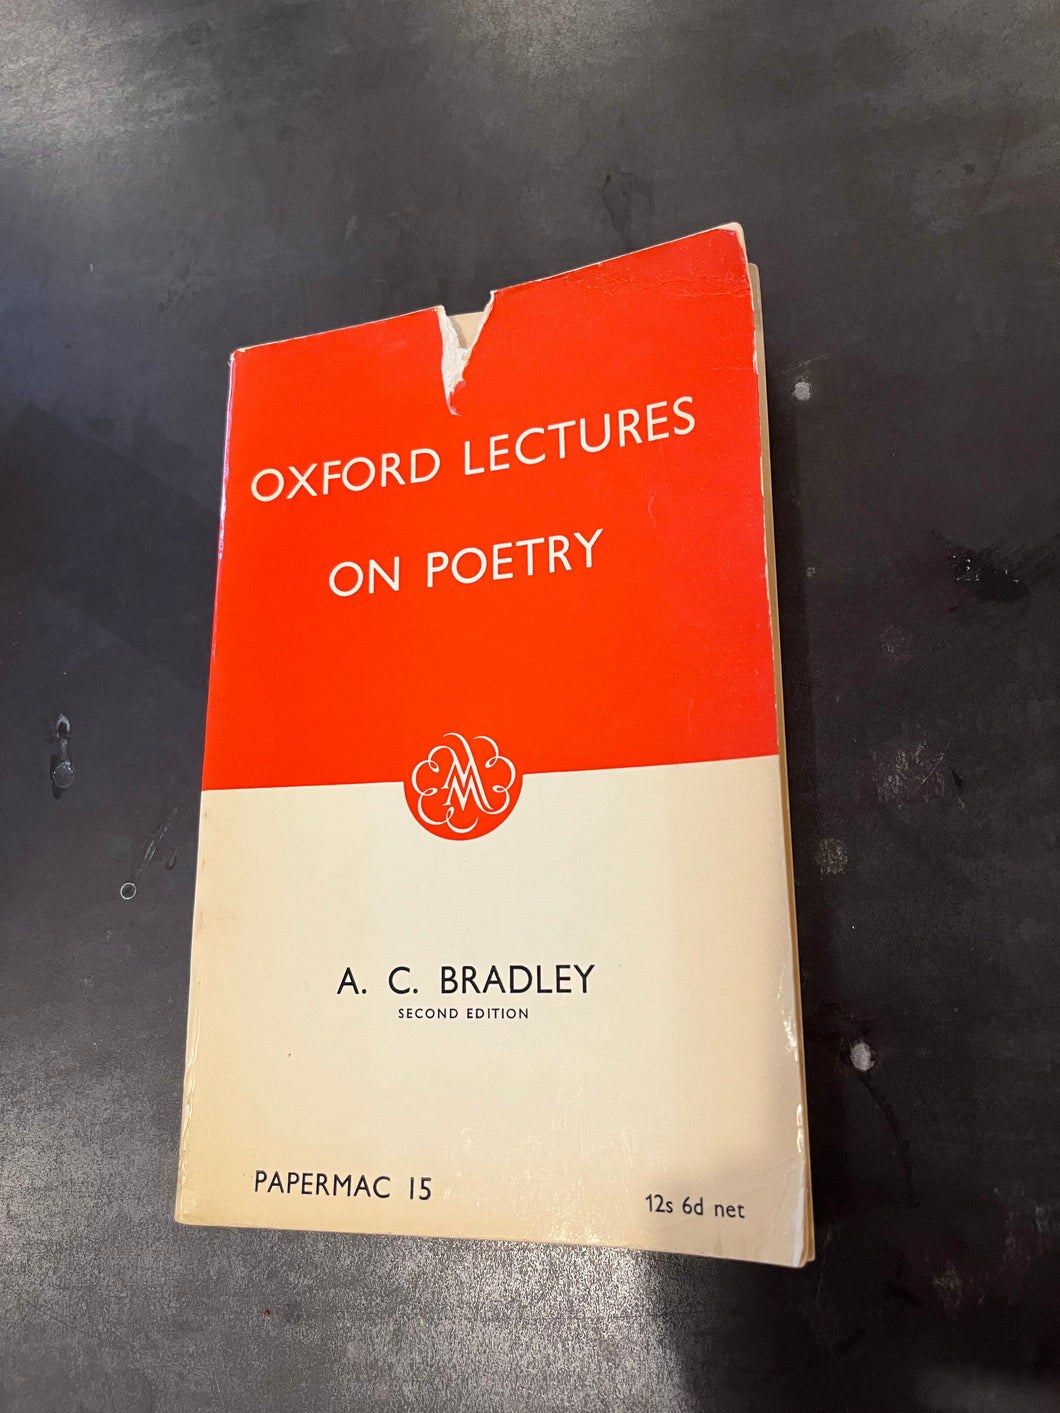 OXFORD LECTURES
ON POETRY
A. C. BRADLEY
SECOND EDITION
PAPERMAC 15
12s 6d net